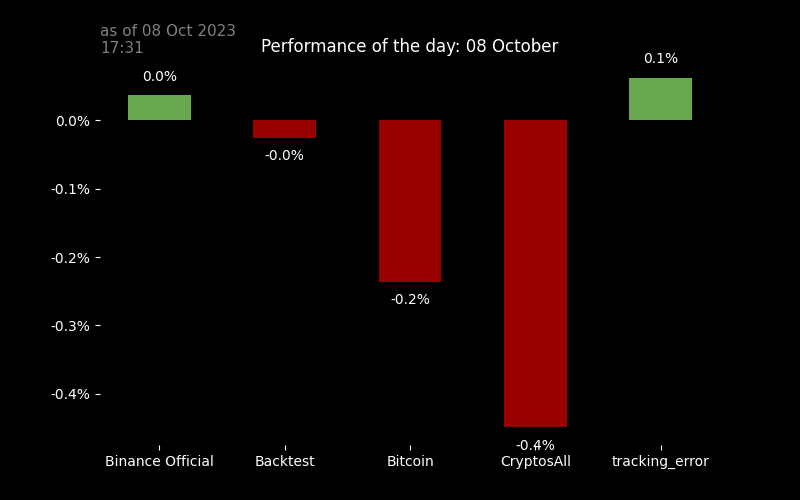 as of 08 Oct 2023
17:31
Performance of the day: 08 October
0.0%
0.1%
0.0%
-0.0%
-0.1%
-0.2%
-0.2%
-0.3%
-0.4%
-0.4%
Binance Official
Backtest
Bitcoin
CryptosAll
tracking_error